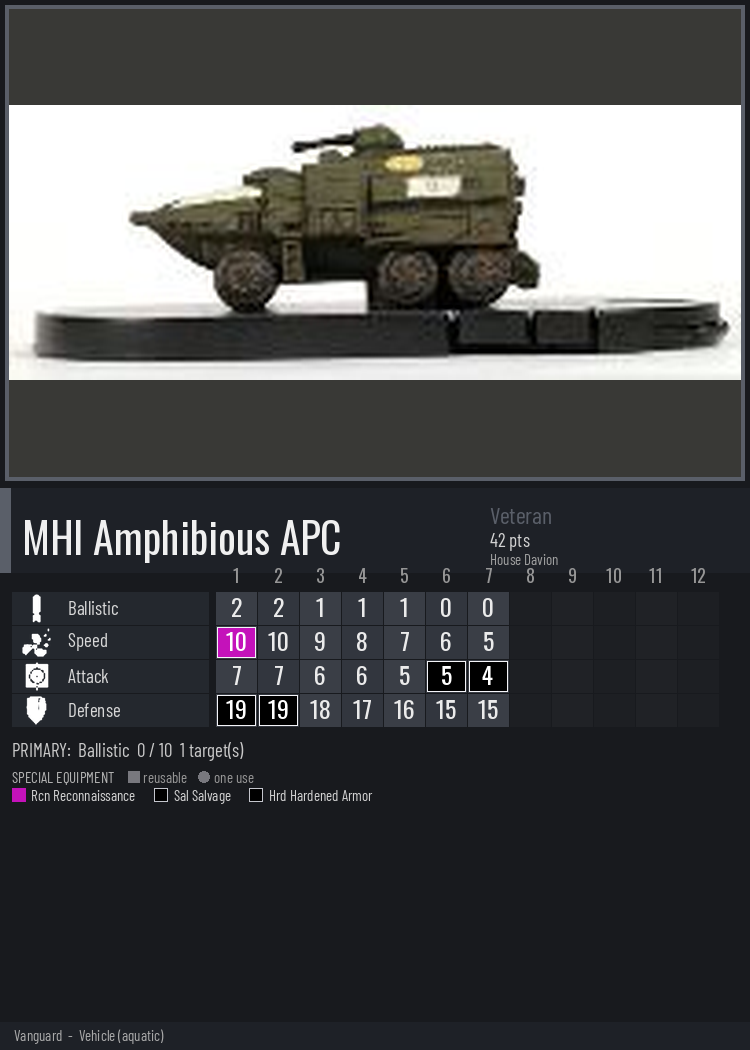 MHI Amphibious APC
Veteran
42 pts
House Davion
1 2 3 4 5 6 7 8 9 10 11 12
Ballistic 2 2 1 1 1 0 0
Speed 10 10 9 8 7 6 5
Attack 7 7 6 6 5 5 4
Defense 19 19 18 17 16 15 15
PRIMARY: Ballistic 0 / 10 1 target(s)
SPECIAL EQUIPMENT reusable one use
Rcn Reconnaissance Sal Salvage Hrd Hardened Armor
Vanguard - Vehicle (aquatic)